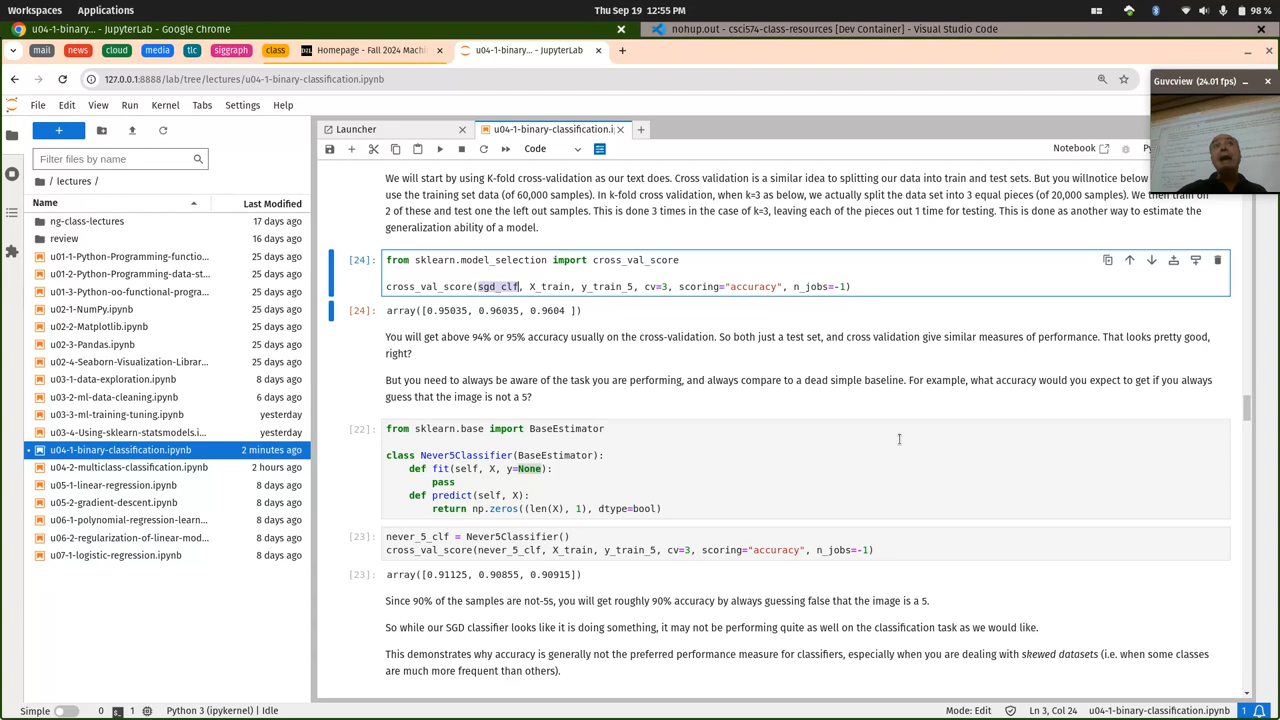 Workspaces Applications Thu Sep 19 12:55 PM 98 %
u04-1-binary... - JupyterLab - Google Chrome nohup.out - csci574-class-resources [Dev Container] - Visual Studio Code
mail news cloud media tlc siggraph class Homepage - Fall 2024 Machi u04-1-binary... - JupyterLab
127.0.0.1:8888/lab/tree/lectures/u04-1-binary-classification.ipynb
Guvcview (24.01 fps)
File Edit View Run Kernel Tabs Settings Help
Launcher u04-1-binary-classification.i
Code Notebook
Filter files by name
/ lectures /
Name Last Modified
ng-class-lectures 17 days ago
review 16 days ago
u01-1-Python-Programming-functio... 25 days ago
u01-2-Python-Programming-data-st... 25 days ago
u01-3-Python-oo-functional-progra... 25 days ago
u02-1-NumPy.ipynb 25 days ago
u02-2-Matplotlib.ipynb 25 days ago
u02-3-Pandas.ipynb 25 days ago
u02-4-Seaborn-Visualization-Librar... 25 days ago
u03-1-data-exploration.ipynb 8 days ago
u03-2-ml-data-cleaning.ipynb 6 days ago
u03-3-ml-training-tuning.ipynb yesterday
u03-4-Using-sklearn-statsmodels.i... yesterday
u04-1-binary-classification.ipynb 2 minutes ago
u04-2-multiclass-classification.ipynb 2 hours ago
u05-1-linear-regression.ipynb 8 days ago
u05-2-gradient-descent.ipynb 8 days ago
u06-1-polynomial-regression-learn... 8 days ago
u06-2-regularization-of-linear-mod... 8 days ago
u07-1-logistic-regression.ipynb 8 days ago
We will start by using K-fold cross-validation as our text does. Cross validation is a similar idea to splitting our data into train and test sets. But you willnotice below
use the training set data (of 60,000 samples). In k-fold cross validation, when k=3 as below, we actually split the data set into 3 equal pieces (of 20,000 samples). We then train on
2 of these and test one the left out samples. This is done 3 times in the case of k=3, leaving each of the pieces out 1 time for testing. This is done as another way to estimate the
generalization ability of a model.
[24]: from sklearn.model_selection import cross_val_score
cross_val_score(sgd_clf, X_train, y_train_5, cv=3, scoring="accuracy", n_jobs=-1)
[24]: array([0.95035, 0.96035, 0.9604 ])
You will get above 94% or 95% accuracy usually on the cross-validation. So both just a test set, and cross validation give similar measures of performance. That looks pretty good,
right?
But you need to always be aware of the task you are performing, and always compare to a dead simple baseline. For example, what accuracy would you expect to get if you always
guess that the image is not a 5?
[22]: from sklearn.base import BaseEstimator
class Never5Classifier(BaseEstimator):
def fit(self, X, y=None):
pass
def predict(self, X):
return np.zeros((len(X), 1), dtype=bool)
[23]: never_5_clf = Never5Classifier()
cross_val_score(never_5_clf, X_train, y_train_5, cv=3, scoring="accuracy", n_jobs=-1)
[23]: array([0.91125, 0.90855, 0.90915])
Since 90% of the samples are not-5s, you will get roughly 90% accuracy by always guessing false that the image is a 5.
So while our SGD classifier looks like it is doing something, it may not be performing quite as well on the classification task as we would like.
This demonstrates why accuracy is generally not the preferred performance measure for classifiers, especially when you are dealing with skewed datasets (i.e. when some classes
are much more frequent than others).
Simple 0 1 Python 3 (ipykernel) | Idle Mode: Edit Ln 3, Col 24 u04-1-binary-classification.ipynb 1